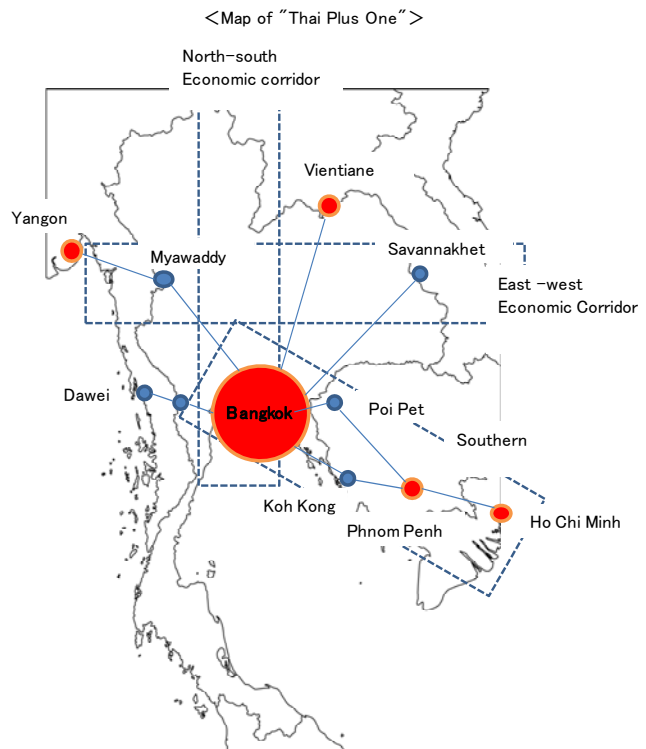 <Map of "Thai Plus One">
North-south
Economic corridor
Vientiane
Yangon
Myawaddy
Savannakhet
East -west
Economic Corridor
Dawei
Bangkok
Poi Pet
Southern
Koh Kong
Phnom Penh
Ho Chi Minh